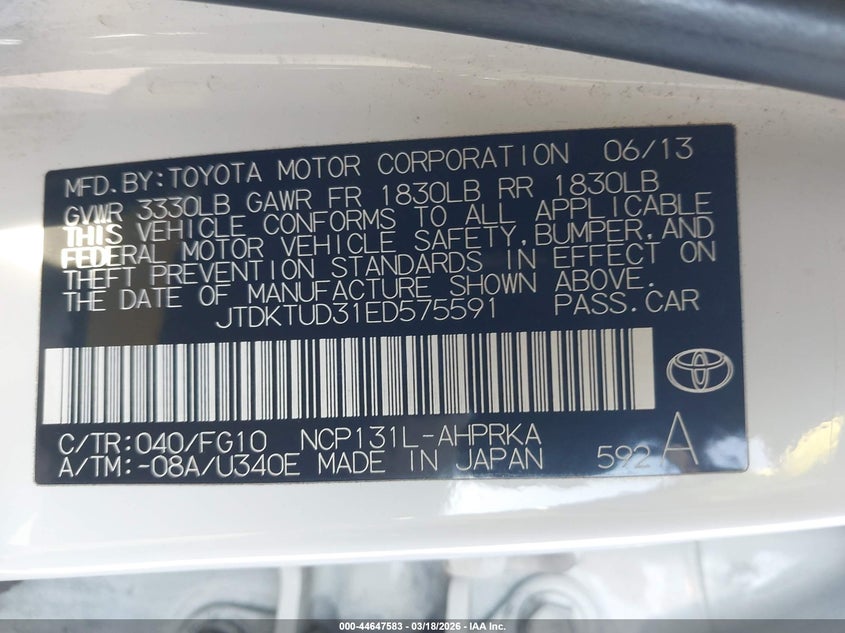 MFD.BY:TOYOTA MOTOR CORPORATION 06/13
GVWR 3330LB GAWR FR 1830LB RR 1830LB
THIS VEHICLE CONFORMS TO ALL APPLICABLE
FEDERAL MOTOR VEHICLE SAFETY,BUMPER,AND
THEFT PREVENTION STANDARDS IN EFFECT ON
THE DATE OF MANUFACTURE SHOWN ABOVE.
JTDKTUD31ED575591 PASS.CAR
C/TR:040/FG10 NCP131L-AHPRKA
A/TM:-08A/U340E MADE IN JAPAN 592 A
000-44647583 - 03/18/2026 - IAA Inc.